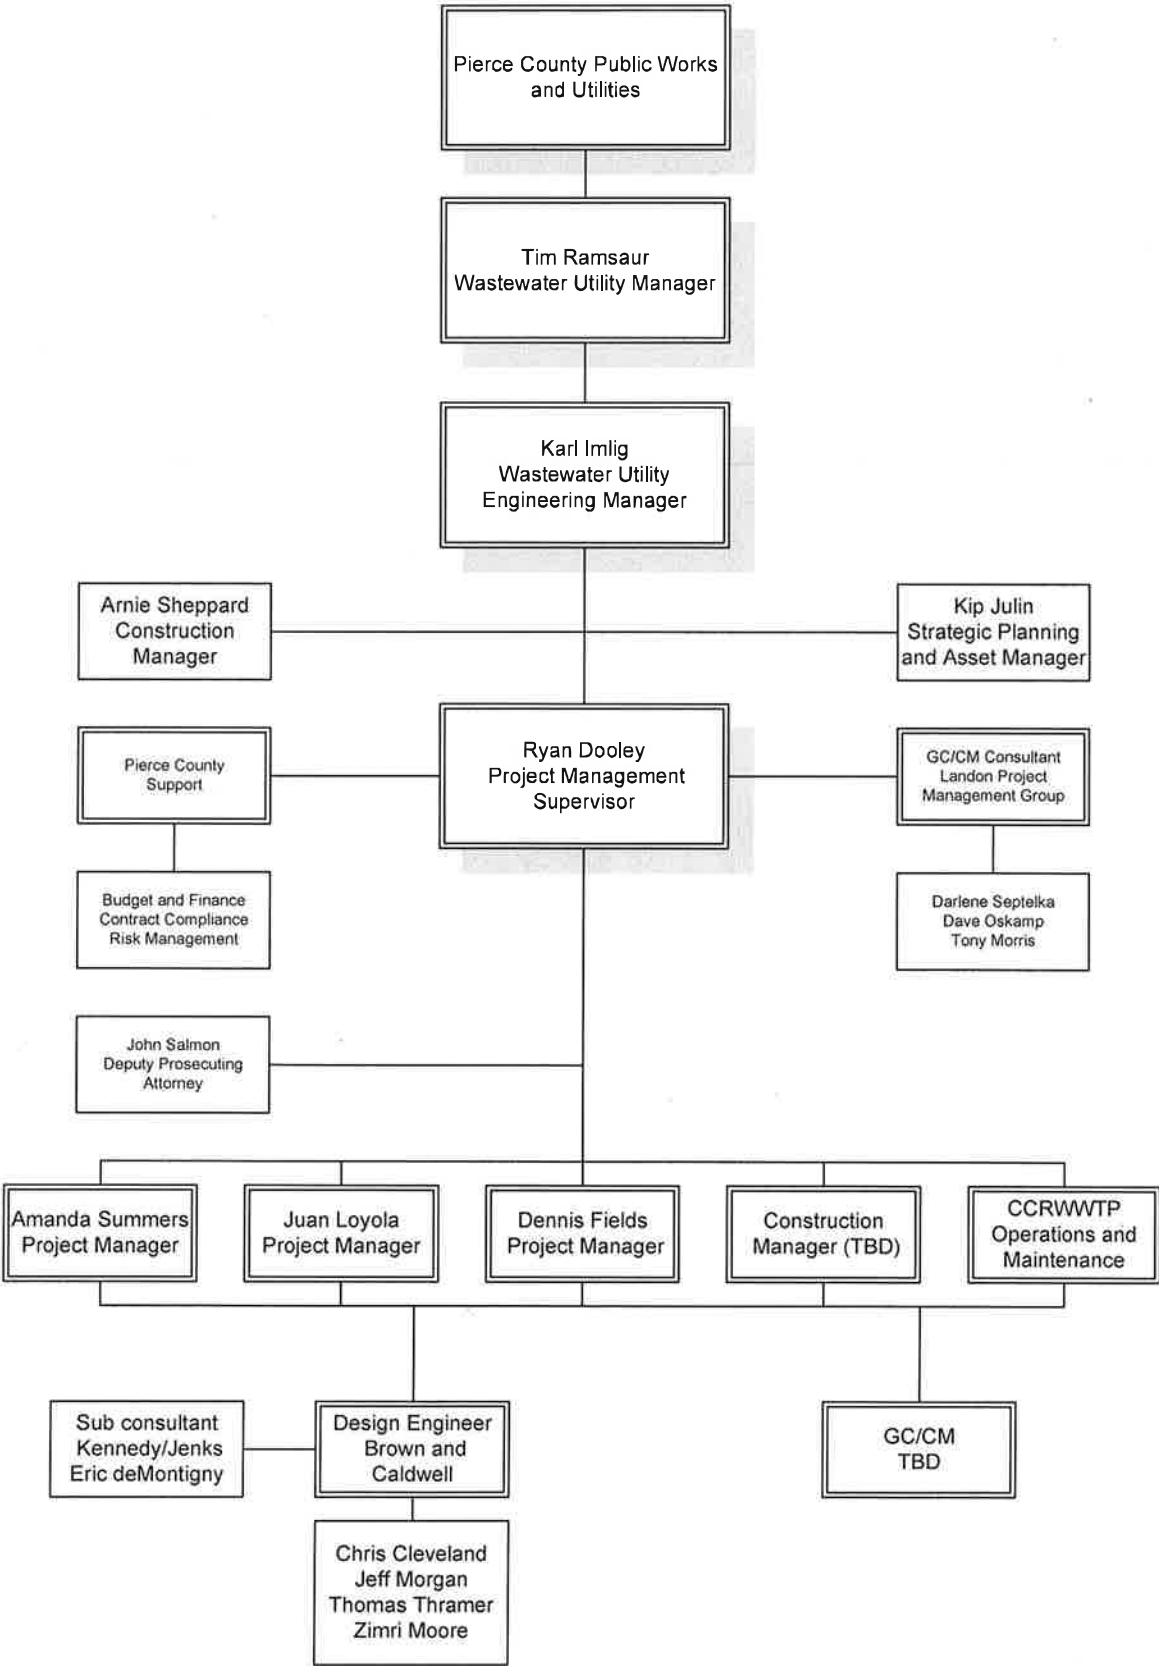 Pierce County Public Works
and Utilities
Tim Ramsaur
Wastewater Utility Manager
Karl Imlig
Wastewater Utility
Engineering Manager
Arnie Sheppard
Construction
Manager
Kip Julin
Strategic Planning
and Asset Manager
Pierce County
Support
Ryan Dooley
Project Management
Supervisor
GC/CM Consultant
Landon Project
Management Group
Budget and Finance
Contract Compliance
Risk Management
Darlene Septelka
Dave Oskamp
Tony Morris
John Salmon
Deputy Prosecuting
Attorney
Amanda Summers
Project Manager
Juan Loyola
Project Manager
Dennis Fields
Project Manager
Construction
Manager (TBD)
CCRWWTP
Operations and
Maintenance
Sub consultant
Kennedy/Jenks
Eric deMontigny
Design Engineer
Brown and
Caldwell
GC/CM
TBD
Chris Cleveland
Jeff Morgan
Thomas Thramer
Zimri Moore